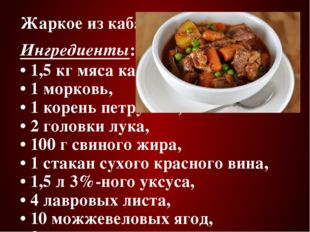 Жаркое из
Ингредиенты:
• 1,5 кг мяса
• 1 морковь,
• 1 корень
• 2 головки лука,
• 100 г свиного жира,
• 1 стакан сухого красного вина,
• 1,5 л 3%-ного уксуса,
• 4 лавровых листа,
• 10 можжевеловых ягод,